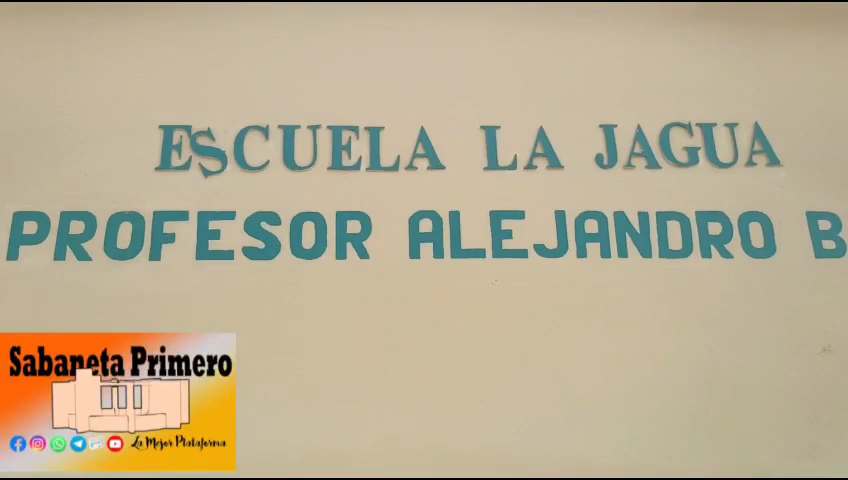 ESCUELA LA JAGUA
PROFESOR ALEJANDRO B
Sabaneta Primero
La Mejor Plataforma